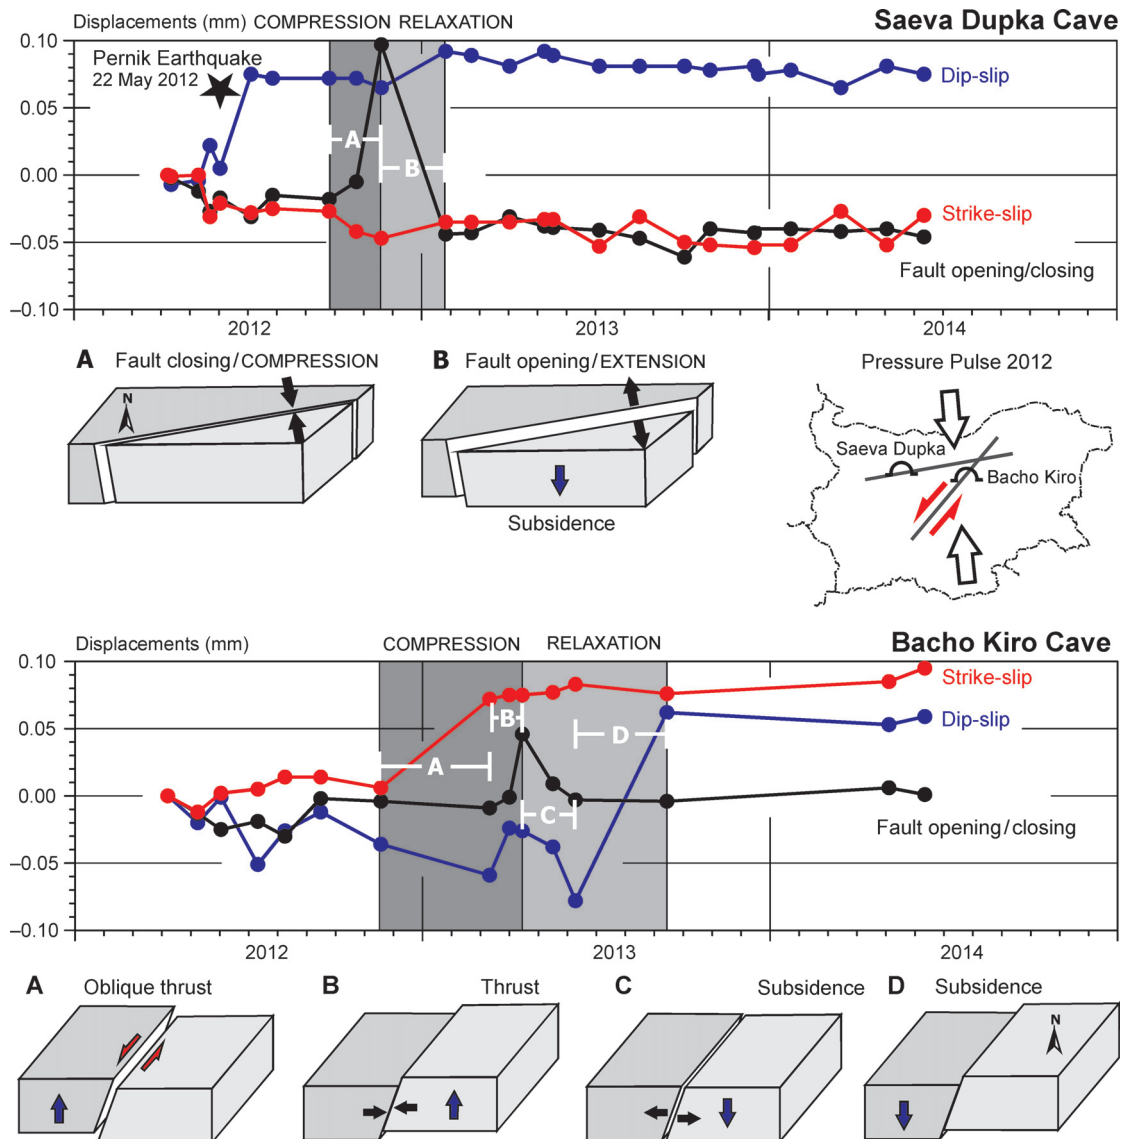 Displacements (mm) COMPRESSION RELAXATION
Saeva Dupka Cave
0.10
0.05
0.00
−0.05
−0.10
Pernik Earthquake
22 May 2012
Dip-slip
A
B
Strike-slip
Fault opening/closing
2012
2013
2014
A Fault closing/COMPRESSION
N
B Fault opening/EXTENSION
Subsidence
Pressure Pulse 2012
Saeva Dupka
Bacho Kiro
Displacements (mm)
COMPRESSION
RELAXATION
Bacho Kiro Cave
0.10
0.05
0.00
−0.05
−0.10
Strike-slip
Dip-slip
B
D
A
C
Fault opening/closing
2012
2013
2014
A Oblique thrust
B Thrust
C Subsidence
D Subsidence
N